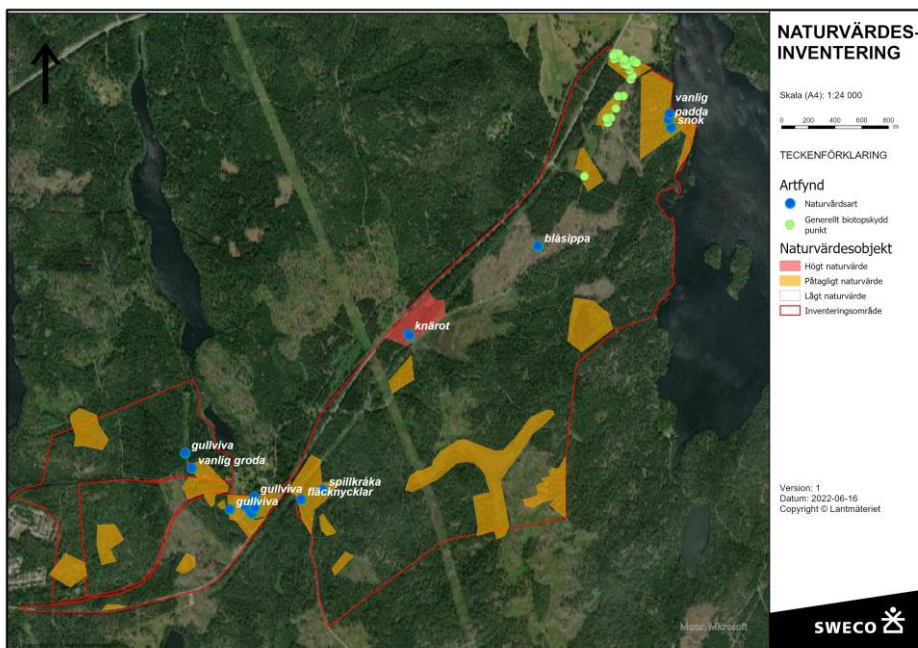 NATURVÄRDES-
INVENTERING
Skala (A4): 1:24 000
0 200 400 600 800
m
TECKENFÖRKLARING
Artfynd
Naturvårdsart
Generellt biotopskydd
punkt
Naturvärdesobjekt
Högt naturvärde
Påtagligt naturvärde
Lågt naturvärde
Inventeringsområde
vanlig
padda
snok
blåsippa
knärot
gullviva
vanlig groda
gullviva
gullviva
spillkråka
fläcknycklar
Version: 1
Datum: 2022-06-16
Copyright © Lantmäteriet
Maxar, Microsoft
SWECO